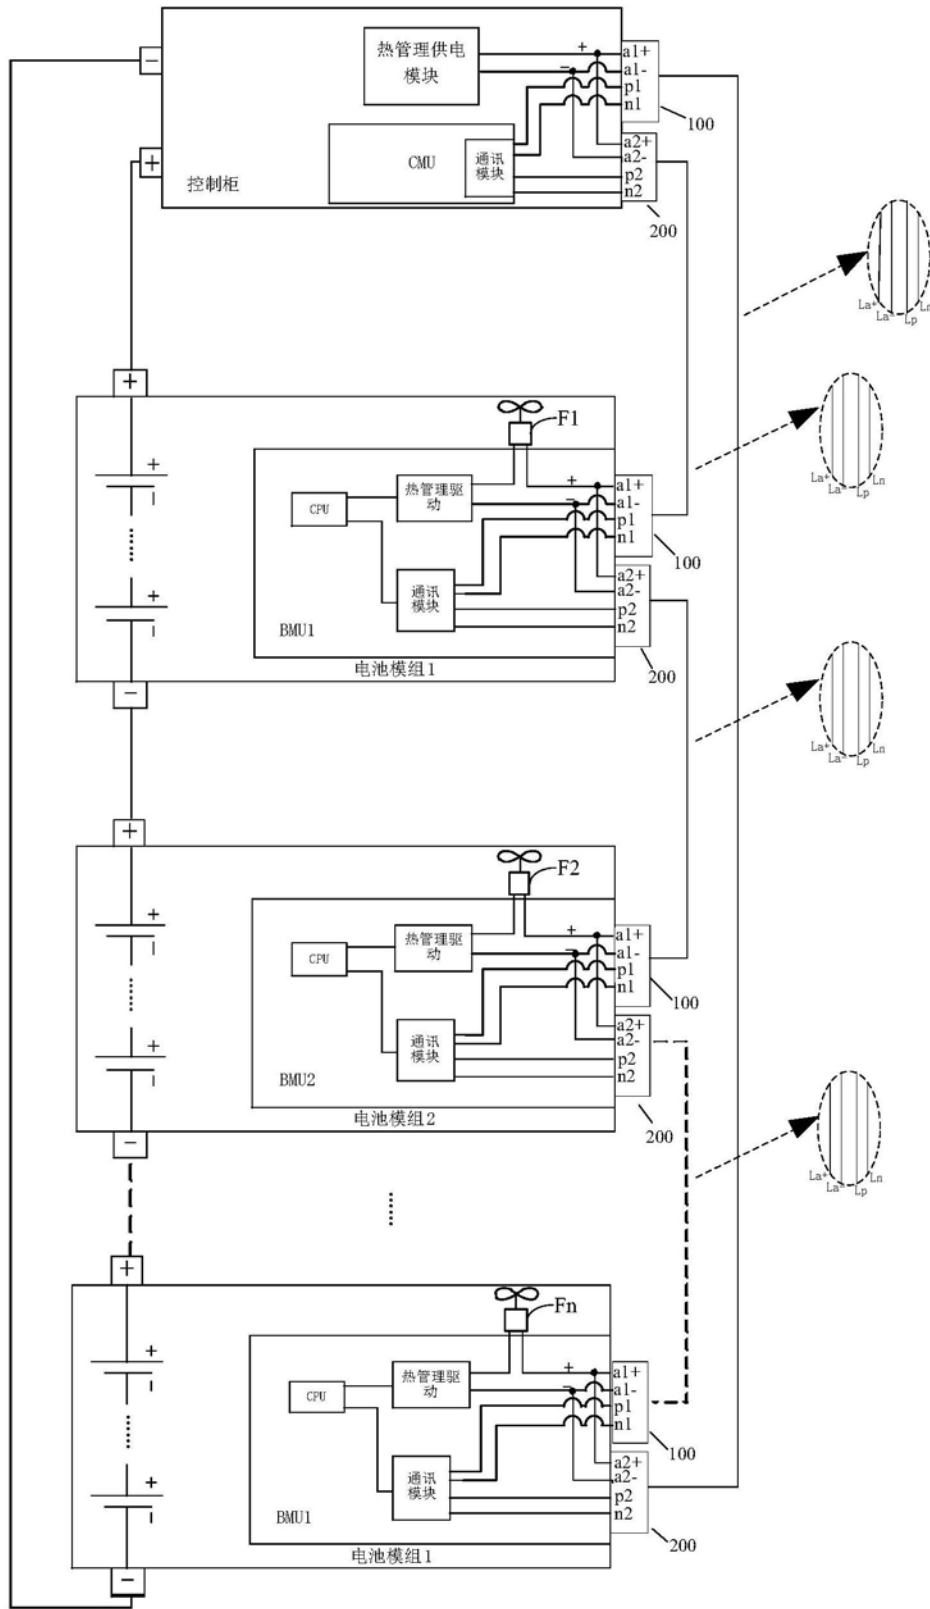 热管理供电
模块
+
a1+
−
a1-
p1
n1
100
−
CMU
通讯
模块
a2+
a2-
p2
n2
+
控制柜
200
La+
La-
Lp
Ln
+
F1
La+
La-
Lp
Ln
+
−
CPU
热管理驱
动
+
a1+
−
a1-
p1
n1
100
通讯
模块
a2+
a2-
p2
n2
+
−
BMU1
电池模组1
200
−
La+
La-
Lp
Ln
+
F2
+
−
CPU
热管理驱
动
+
a1+
−
a1-
p1
n1
100
通讯
模块
a2+
a2-
p2
n2
+
−
BMU2
电池模组2
200
−
La+
La-
Lp
Ln
+
Fn
+
−
CPU
热管理驱
动
+
a1+
−
a1-
p1
n1
100
通讯
模块
a2+
a2-
p2
n2
+
−
BMU1
电池模组1
200
−